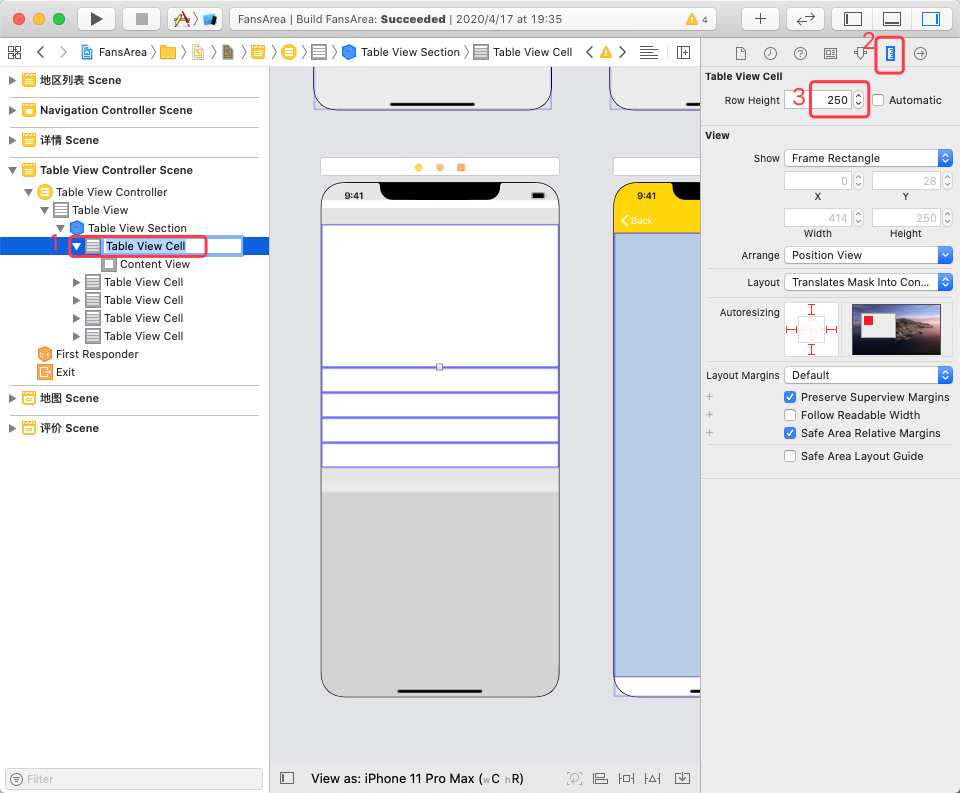 FansArea | Build FansArea: Succeeded | 2020/4/17 at 19:35
4
FansArea
Table View Section
Table View Cell
2
地区列表 Scene
Navigation Controller Scene
详情 Scene
Table View Controller Scene
Table View Controller
Table View
Table View Section
1
Table View Cell
Content View
Table View Cell
Table View Cell
Table View Cell
Table View Cell
First Responder
Exit
地图 Scene
评价 Scene
Filter
9:41
9:41
Back
View as: iPhone 11 Pro Max (wC hR)
Table View Cell
Row Height
3
250
Automatic
View
Show
Frame Rectangle
0
28
X
Y
414
250
Width
Height
Arrange
Position View
Layout
Translates Mask Into Con...
Autoresizing
Layout Margins
Default
Preserve Superview Margins
Follow Readable Width
Safe Area Relative Margins
Safe Area Layout Guide